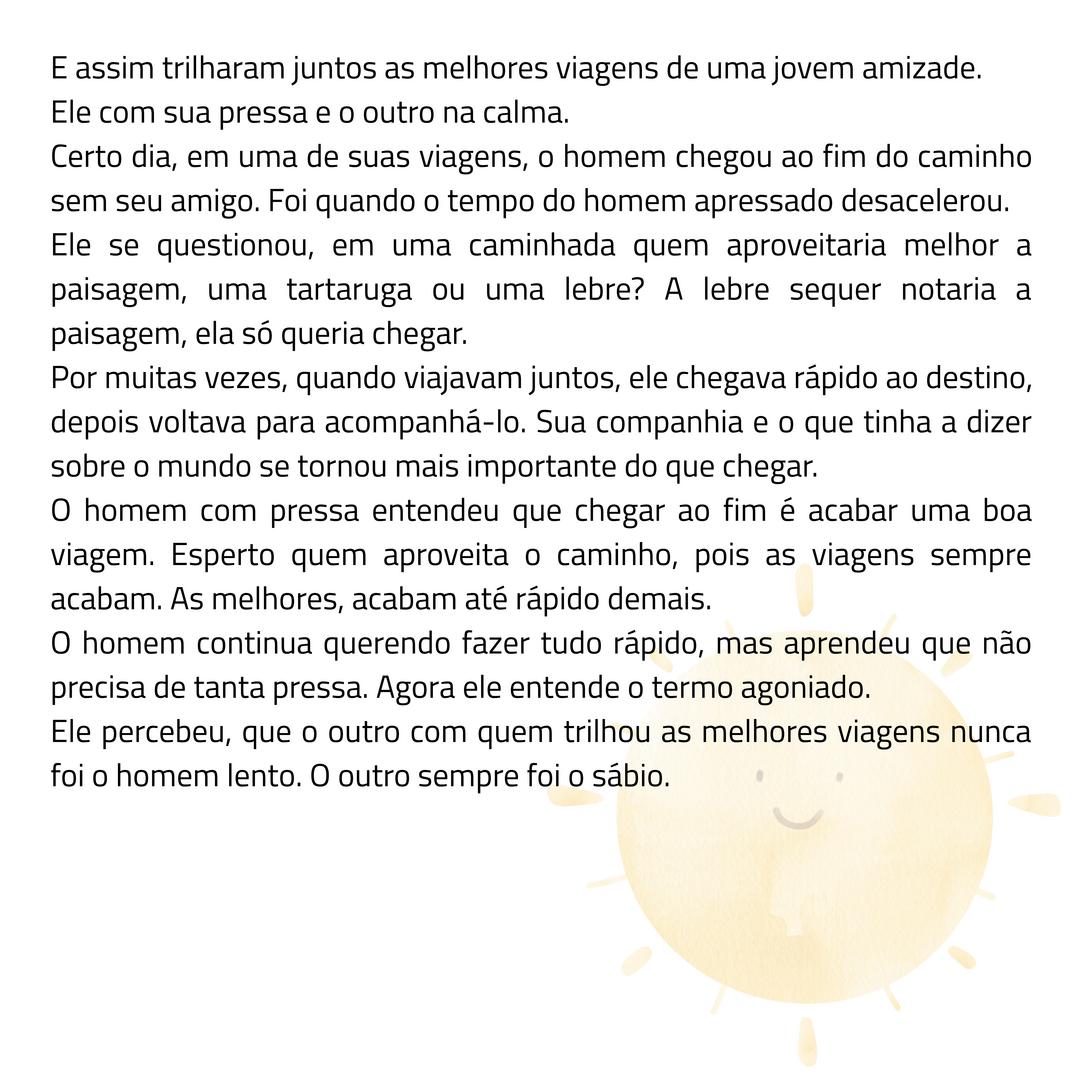 E assim trilharam juntos as melhores viagens de uma jovem amizade.
Ele com sua pressa e o outro na calma.
Certo dia, em uma de suas viagens, o homem chegou ao fim do caminho
sem seu amigo. Foi quando o tempo do homem apressado desacelerou.
Ele se questionou, em uma caminhada quem aproveitaria melhor a
paisagem, uma tartaruga ou uma lebre? A lebre sequer notaria a
paisagem, ela só queria chegar.
Por muitas vezes, quando viajavam juntos, ele chegava rápido ao destino,
depois voltava para acompanhá-lo. Sua companhia e o que tinha a dizer
sobre o mundo se tornou mais importante do que chegar.
O homem com pressa entendeu que chegar ao fim é acabar uma boa
viagem. Esperto quem aproveita o caminho, pois as viagens sempre
acabam. As melhores, acabam até rápido demais.
O homem continua querendo fazer tudo rápido, mas aprendeu que não
precisa de tanta pressa. Agora ele entende o termo agoniado.
Ele percebeu, que o outro com quem trilhou as melhores viagens nunca
foi o homem lento. O outro sempre foi o sábio.